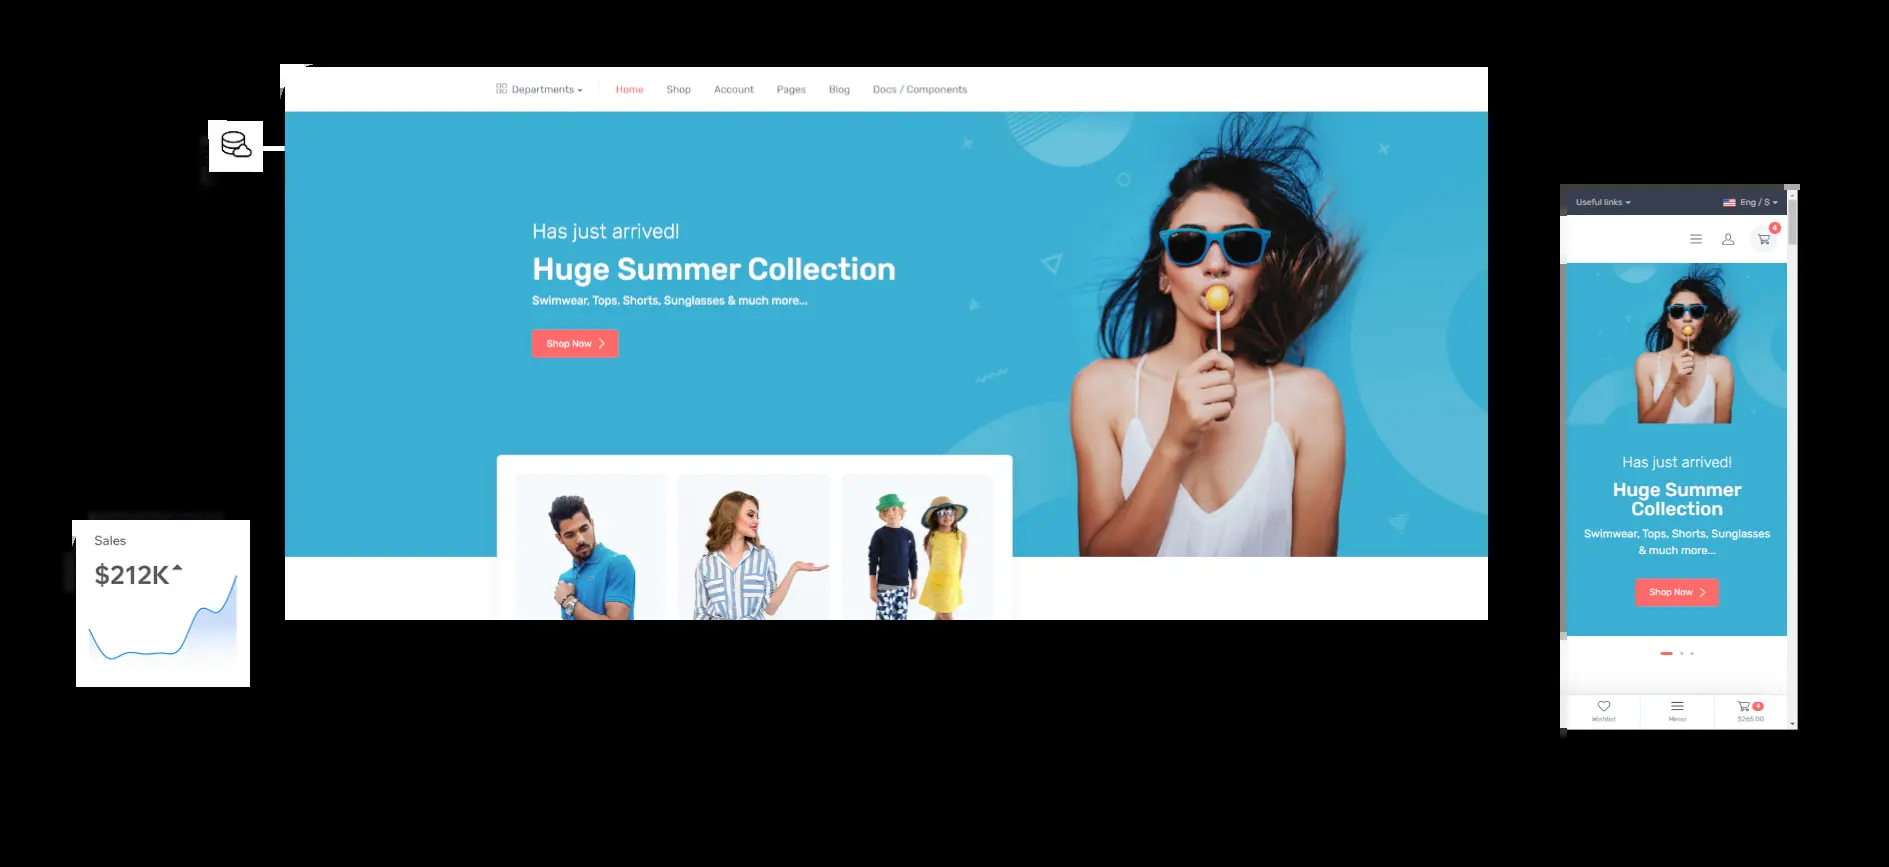 Departments
Home
Shop
Account
Pages
Blog
Docs / Components
Has just arrived!
Huge Summer Collection
Swimwear, Tops, Shorts, Sunglasses & much more...
Shop Now
Sales
$212K
Useful links
Eng / $
4
Has just arrived!
Huge Summer
Collection
Swimwear, Tops, Shorts, Sunglasses
& much more...
Shop Now
Wishlist
Menu
4
$265.00